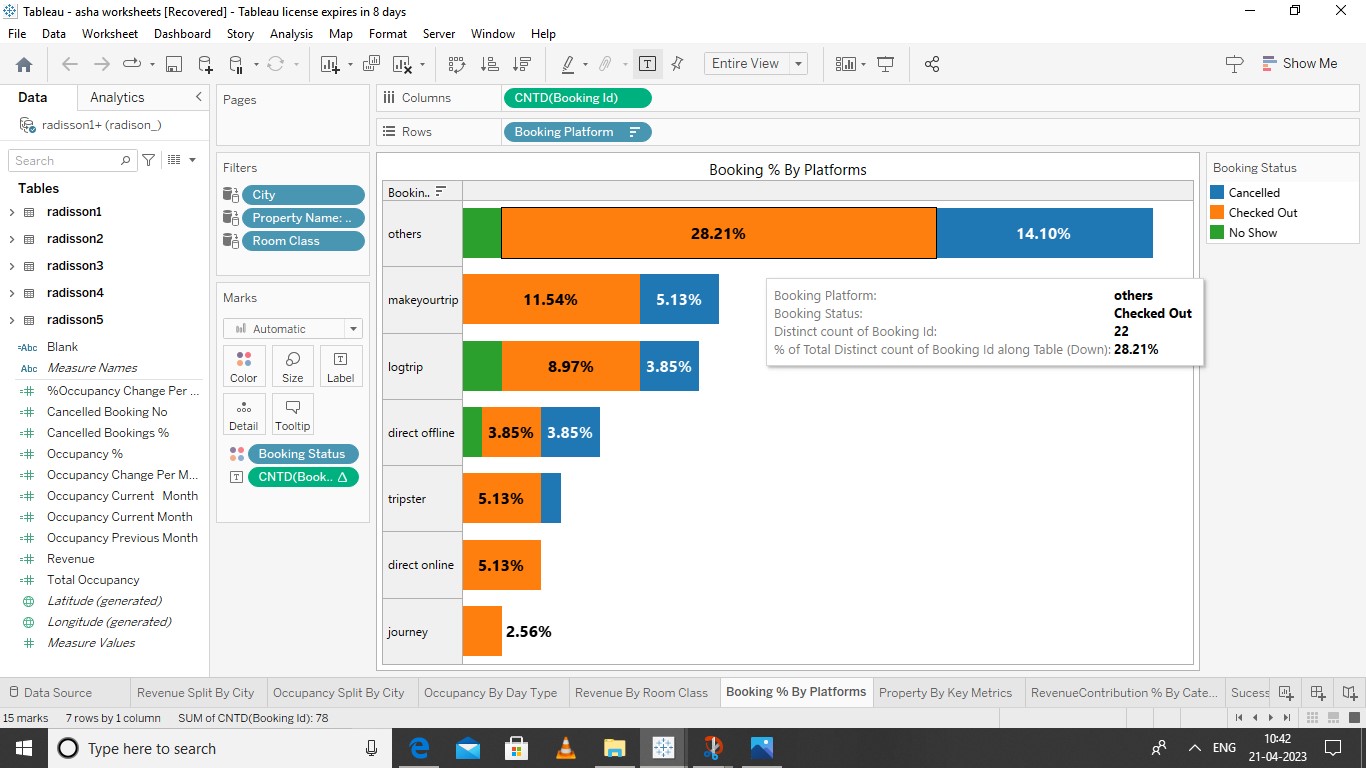 Tableau - asha worksheets [Recovered] - Tableau license expires in 8 days
File Data Worksheet Dashboard Story Analysis Map Format Server Window Help
Entire View
Show Me
Data Analytics
radisson1+ (radison_)
Search
Tables
radisson1
radisson2
radisson3
radisson4
radisson5
Abc Blank
Abc Measure Names
%Occupancy Change Per ...
Cancelled Booking No
Cancelled Bookings %
Occupancy %
Occupancy Change Per M...
Occupancy Current Month
Occupancy Current Month
Occupancy Previous Month
Revenue
Total Occupancy
Latitude (generated)
Longitude (generated)
Measure Values
Pages
Filters
City
Property Name: ..
Room Class
Marks
Automatic
Color Size Label
Detail Tooltip
Booking Status
CNTD(Book.. Δ
Columns CNTD(Booking Id)
Rows Booking Platform
Booking % By Platforms
Bookin..
others 28.21% 14.10%
makeyourtrip 11.54% 5.13%
logtrip 8.97% 3.85%
direct offline 3.85% 3.85%
tripster 5.13%
direct online 5.13%
journey 2.56%
Booking Platform: others
Booking Status: Checked Out
Distinct count of Booking Id: 22
% of Total Distinct count of Booking Id along Table (Down): 28.21%
Booking Status
Cancelled
Checked Out
No Show
Data Source Revenue Split By City Occupancy Split By City Occupancy By Day Type Revenue By Room Class Booking % By Platforms Property By Key Metrics RevenueContribution % By Cate... Sucess
15 marks 7 rows by 1 column SUM of CNTD(Booking Id): 78
Type here to search
ENG
10:42
21-04-2023